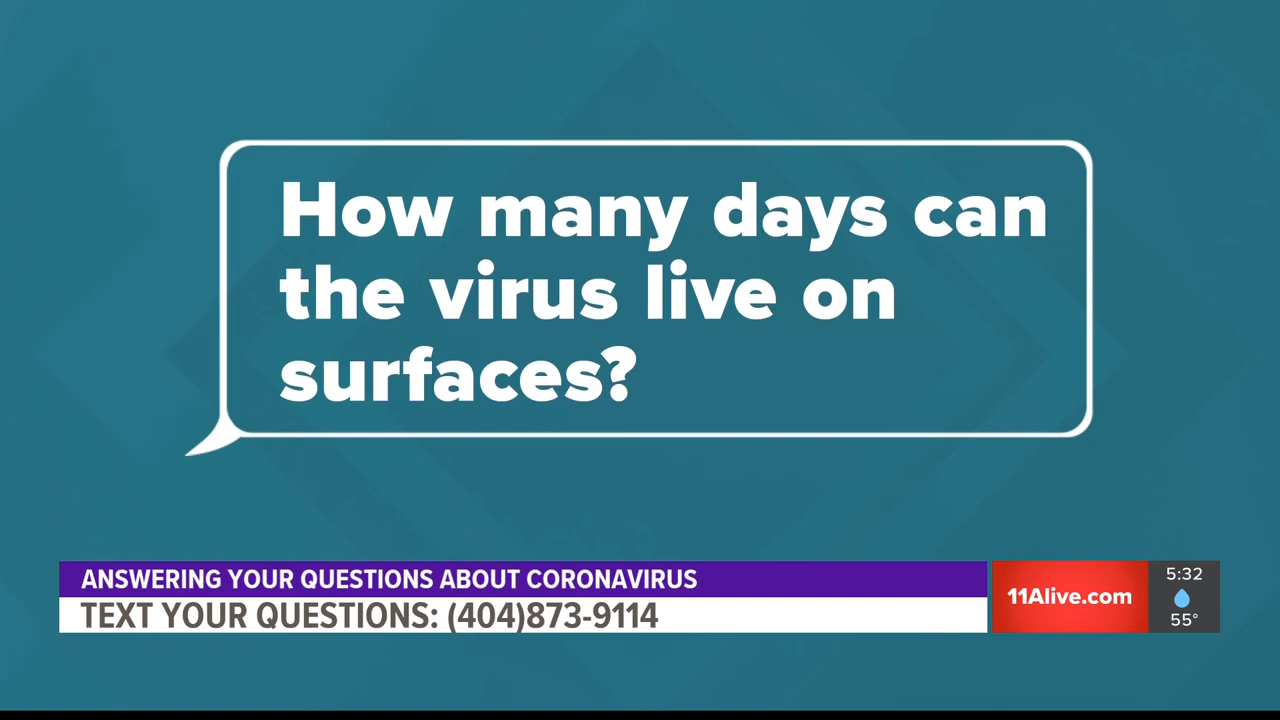 How many days can
the virus live on
surfaces?
ANSWERING YOUR QUESTIONS ABOUT CORONAVIRUS
TEXT YOUR QUESTIONS: (404)873-9114
11Alive.com
5:32
55°